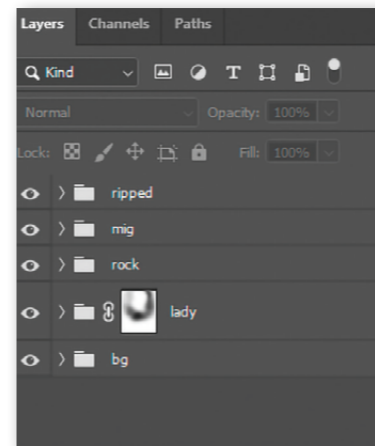 Layers Channels Paths
Kind
Normal Opacity: 100%
Lock: Fill: 100%
ripped
mig
rock
lady
bg